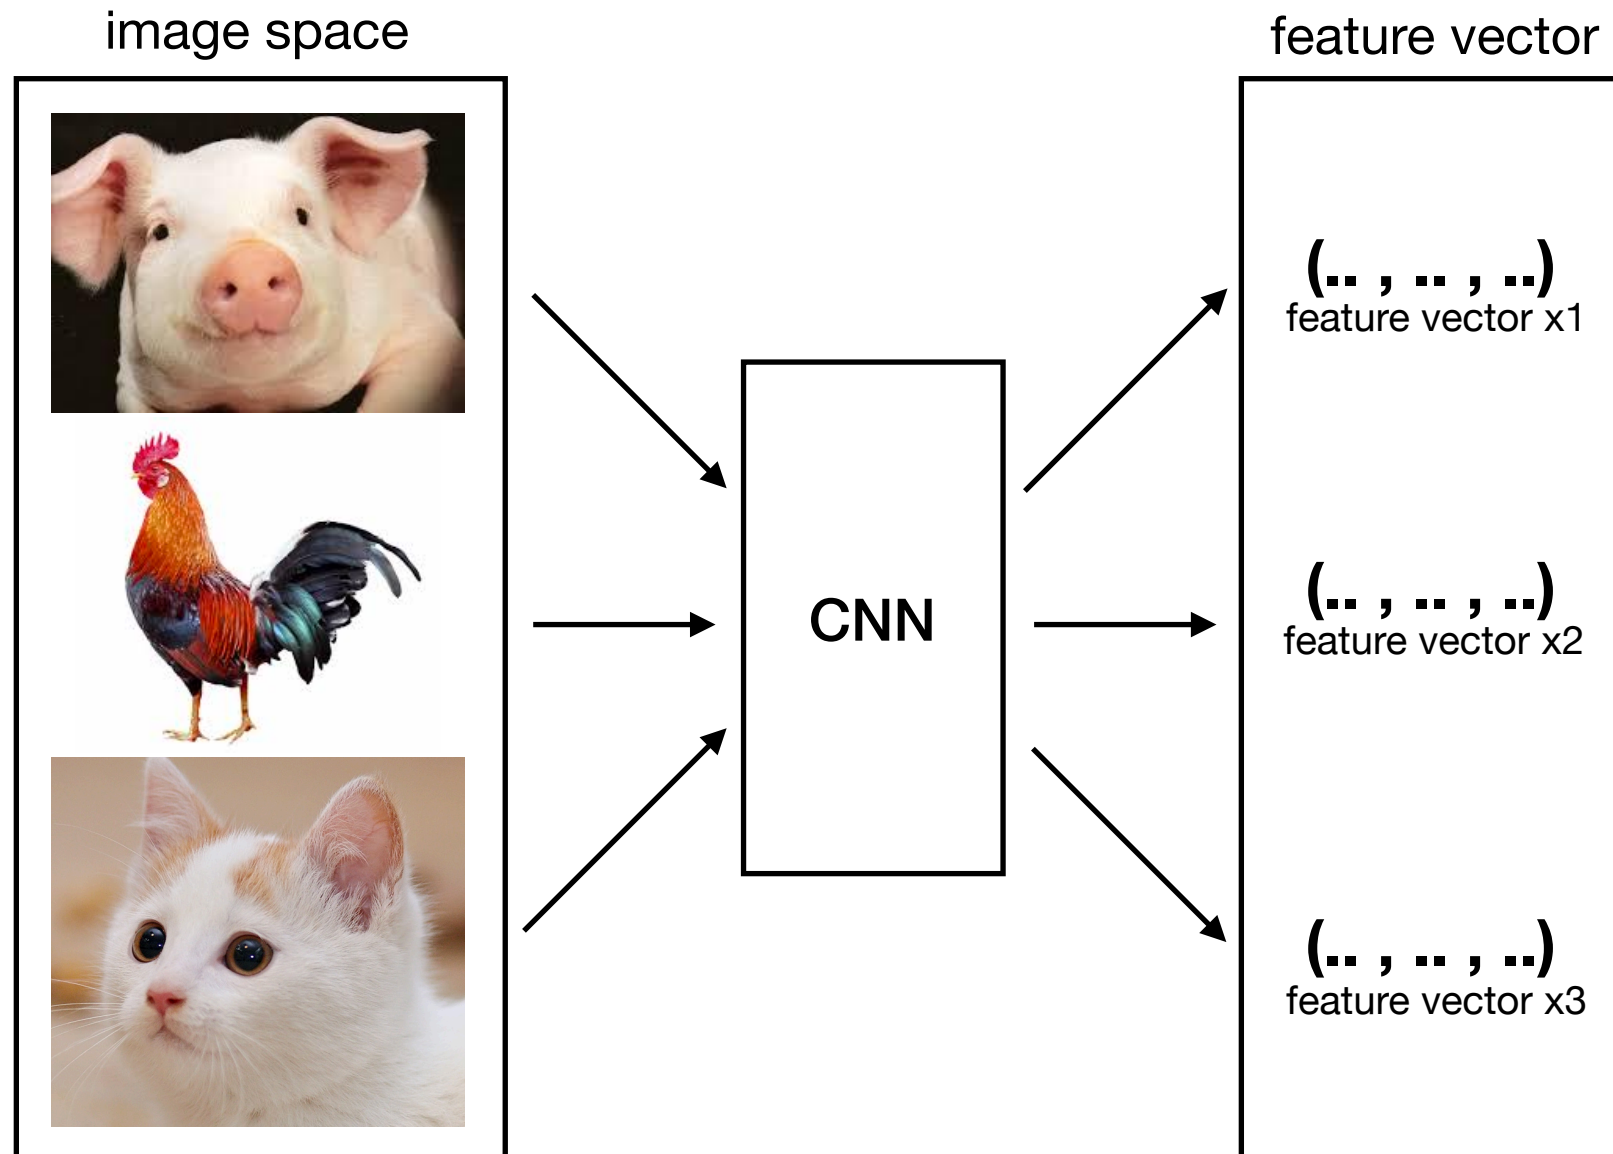 image space
feature vector
(.. , .. , ..)
feature vector x1
CNN
(.. , .. , ..)
feature vector x2
(.. , .. , ..)
feature vector x3